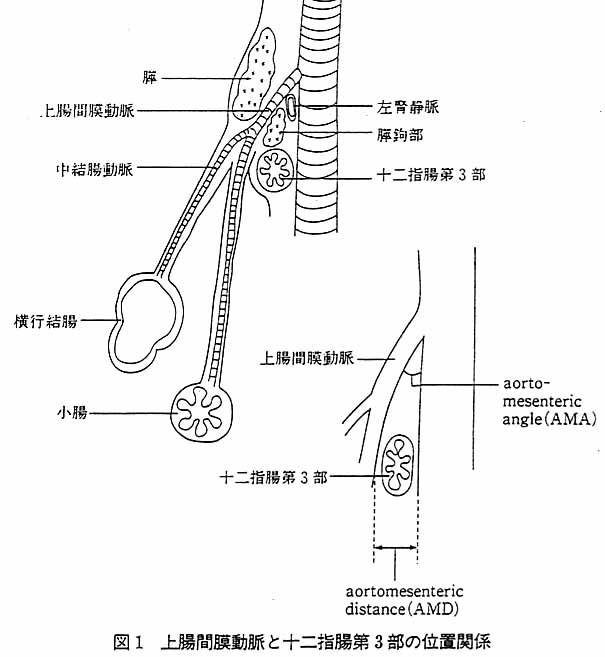 膵
上腸間膜動脈
左腎静脈
膵鉤部
中結腸動脈
十二指腸第3部
横行結腸
小腸
上腸間膜動脈
aorto-
mesenteric
angle(AMA)
十二指腸第3部
aortomesenteric
distance(AMD)
図1 上腸間膜動脈と十二指腸第3部の位置関係